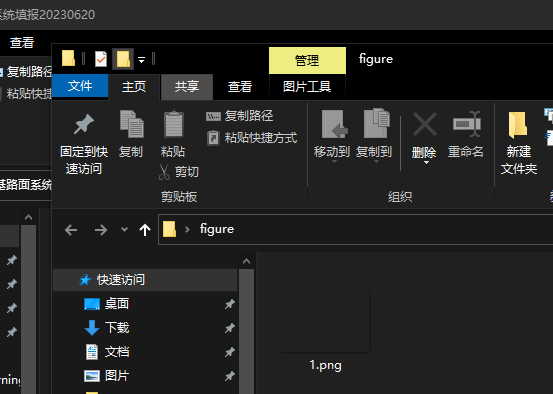 系统填报20230620
查看
复制路径
粘贴快捷
基路面系统
管理
figure
文件
主页
共享
查看
图片工具
固定到快
速访问
复制
粘贴
复制路径
粘贴快捷方式
剪切
剪贴板
移动到
复制到
删除
重命名
组织
新建
文件夹
figure
快速访问
桌面
下载
文档
图片
1.png